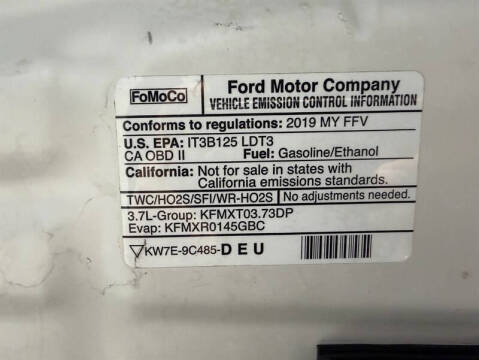 FoMoCo
Ford Motor Company
VEHICLE EMISSION CONTROL INFORMATION
Conforms to regulations: 2019 MY FFV
U.S. EPA: IT3B125 LDT3
CA OBD II Fuel: Gasoline/Ethanol
California: Not for sale in states with
California emissions standards.
TWC/HO2S/SFI/WR-HO2S No adjustments needed.
3.7L-Group: KFMXT03.73DP
Evap: KFMXR0145GBC
KW7E-9C485-DEU